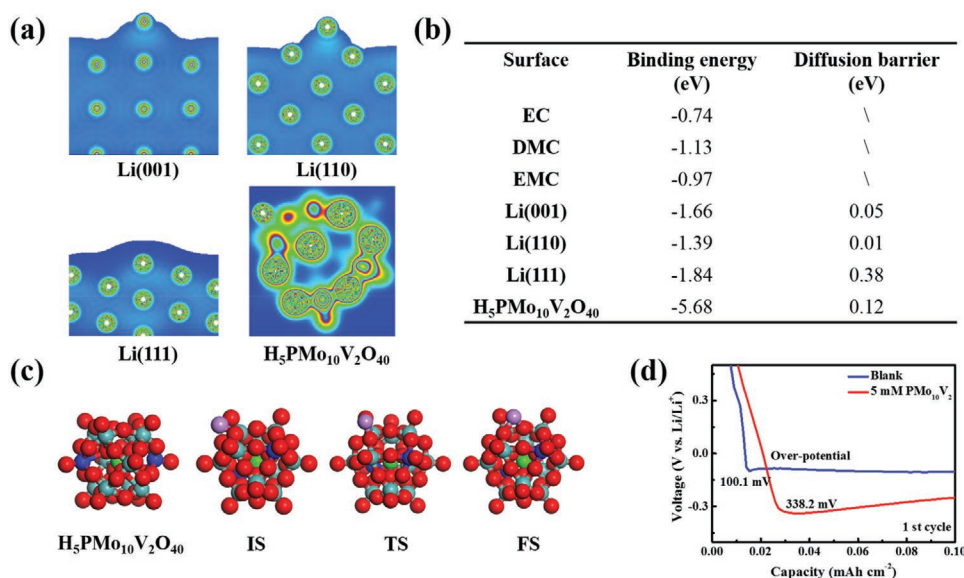 (a)
Li(001)
Li(110)
Li(111)
H₅PMo₁₀V₂O₄₀
(b)
Surface Binding energy (eV) Diffusion barrier (eV)
EC -0.74 \
DMC -1.13 \
EMC -0.97 \
Li(001) -1.66 0.05
Li(110) -1.39 0.01
Li(111) -1.84 0.38
H₅PMo₁₀V₂O₄₀ -5.68 0.12
(c)
H₅PMo₁₀V₂O₄₀
IS
TS
FS
(d)
Blank
5 mM PMo₁₀V₂
Over-potential
100.1 mV
338.2 mV
1 st cycle
Voltage (V vs. Li/Li⁺)
0.3
0.0
-0.3
0.00 0.02 0.04 0.06 0.08 0.10
Capacity (mAh cm⁻²)